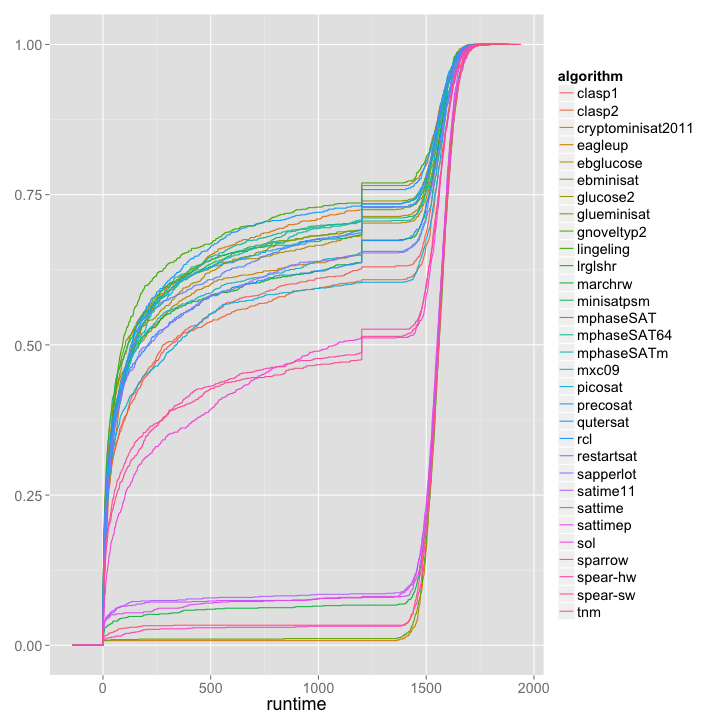 1.00
0.75
0.50
0.25
0.00
0
500
1000
1500
2000
runtime
algorithm
clasp1
clasp2
cryptominisat2011
eagleup
ebglucose
ebminisat
glucose2
glueminisat
gnoveltyp2
lingeling
lrglshr
marchrw
minisatpsm
mphaseSAT
mphaseSAT64
mphaseSATm
mxc09
picosat
precosat
qutersat
rcl
restartsat
sapperlot
satime11
sattime
sattimep
sol
sparrow
spear-hw
spear-sw
tnm